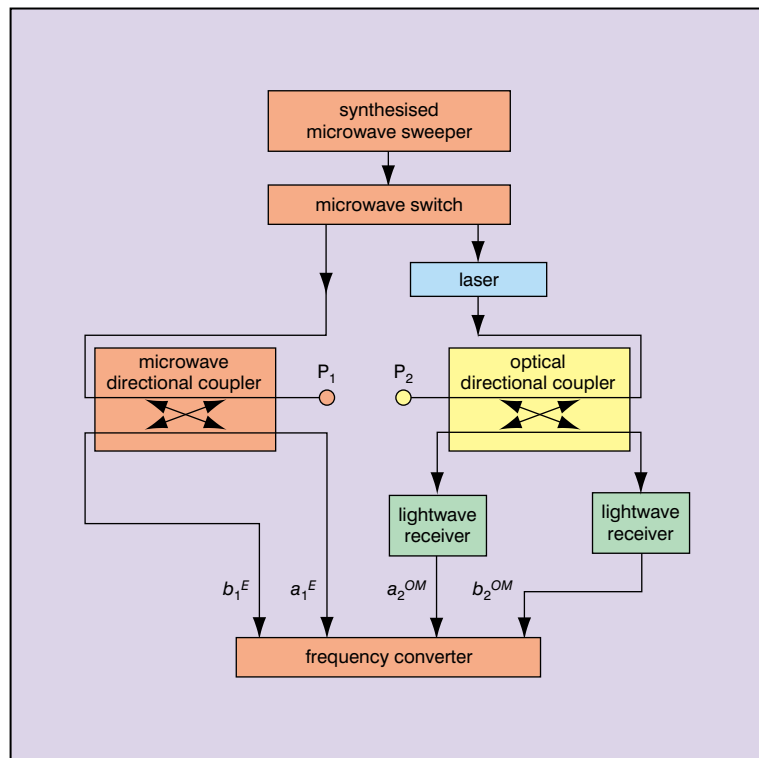 synthesised
microwave sweeper
microwave switch
laser
microwave
directional coupler
P₁
P₂
optical
directional coupler
lightwave
receiver
lightwave
receiver
b₁ᴱ
a₁ᴱ
a₂ᴼᴹ
b₂ᴼᴹ
frequency converter